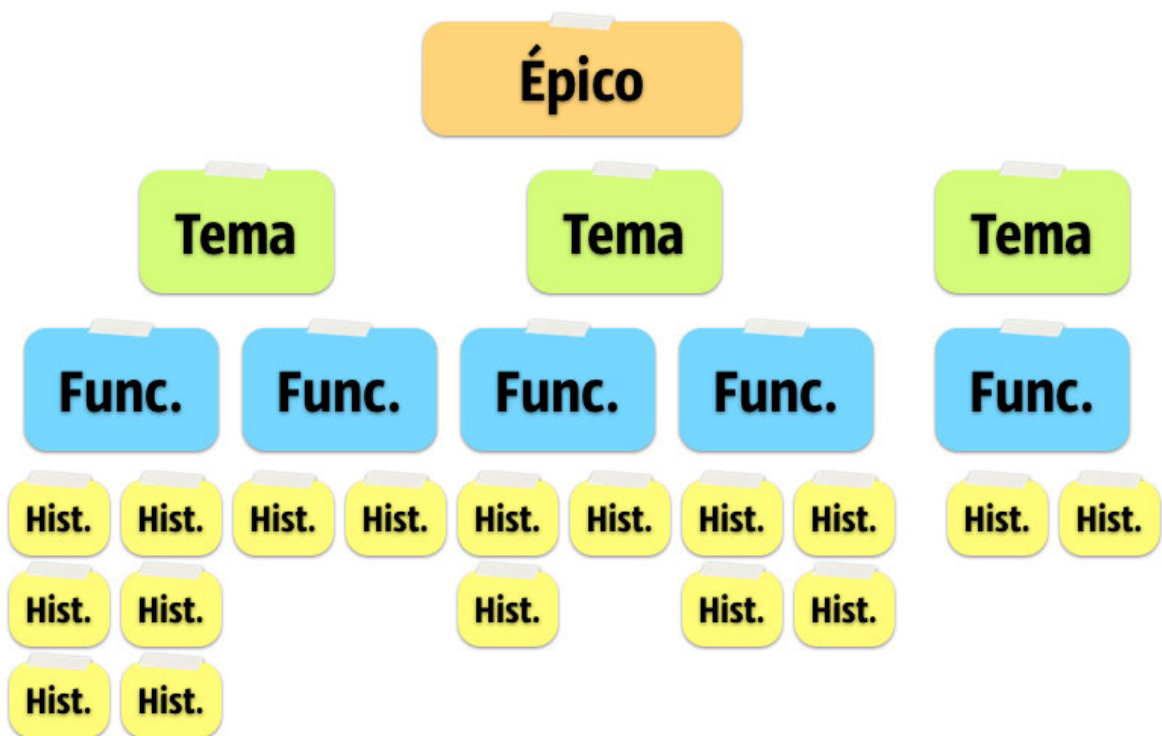 Épico
Tema Tema Tema
Func. Func. Func. Func. Func.
Hist. Hist. Hist. Hist. Hist. Hist. Hist. Hist. Hist. Hist.
Hist. Hist. Hist. Hist. Hist.
Hist. Hist.